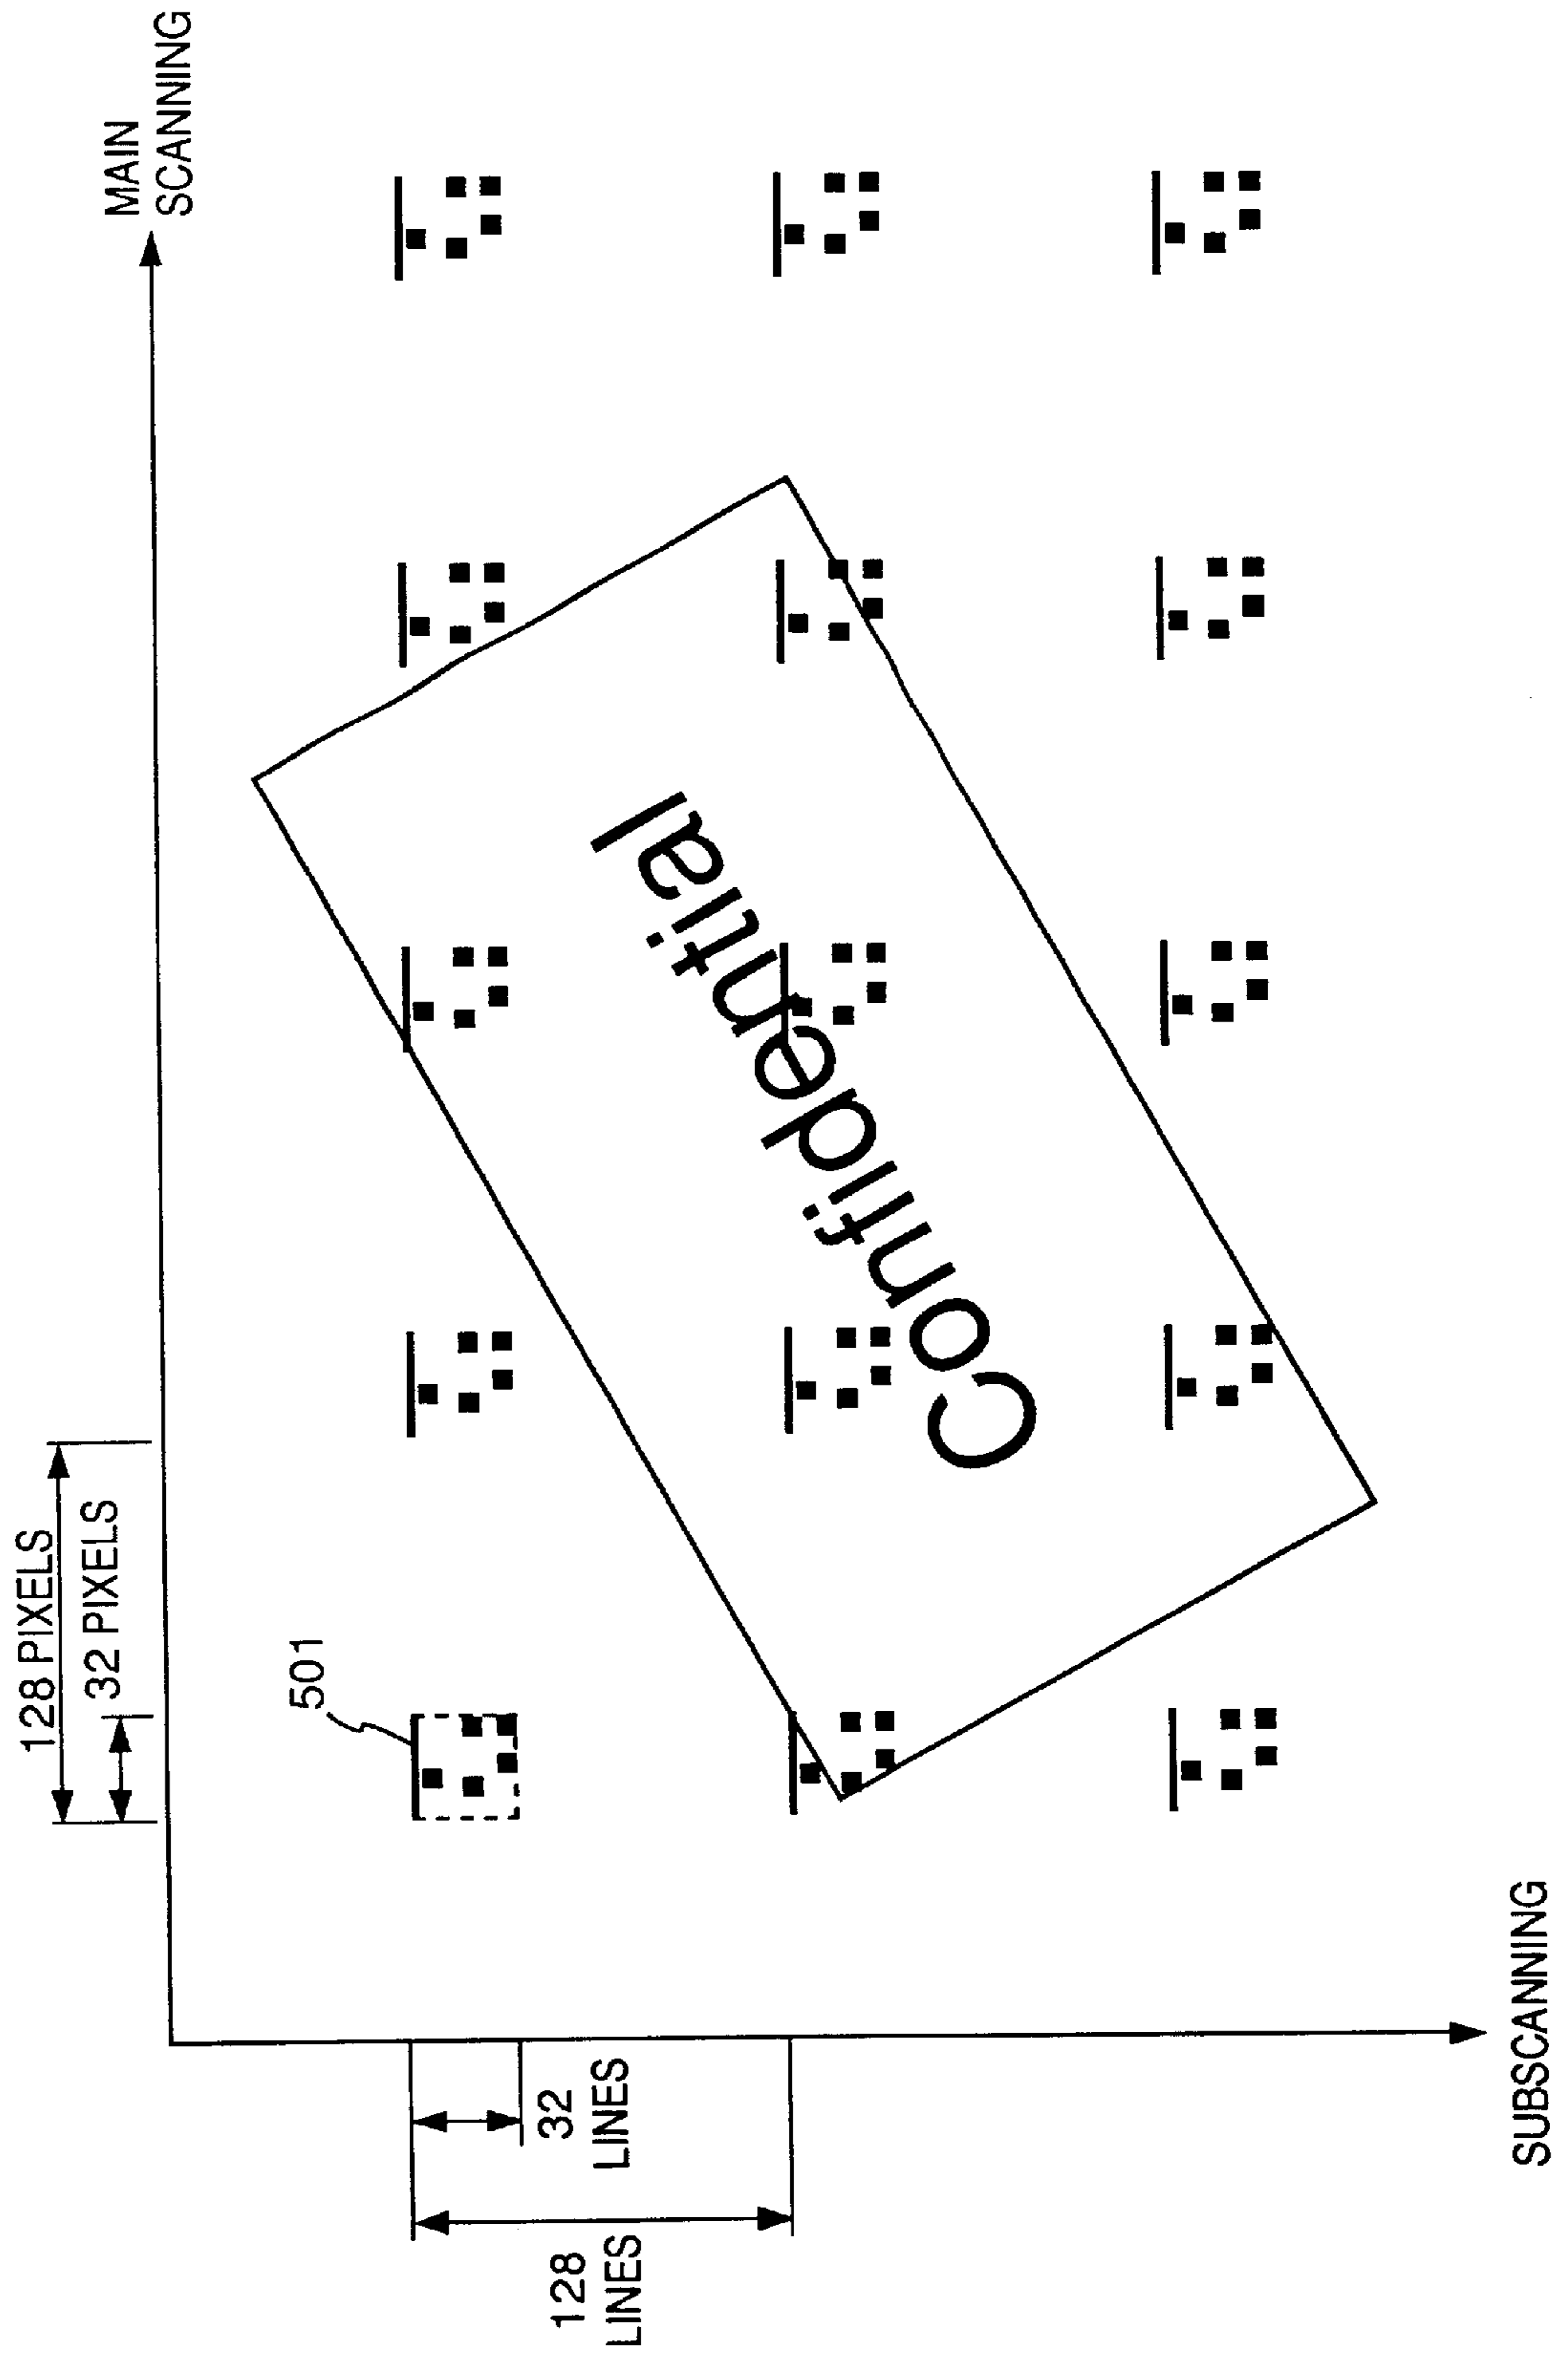 128 PIXELS
32 PIXELS
MAIN
SCANNING
501
32
LINES
128
LINES
Confidential
SUBSCANNING